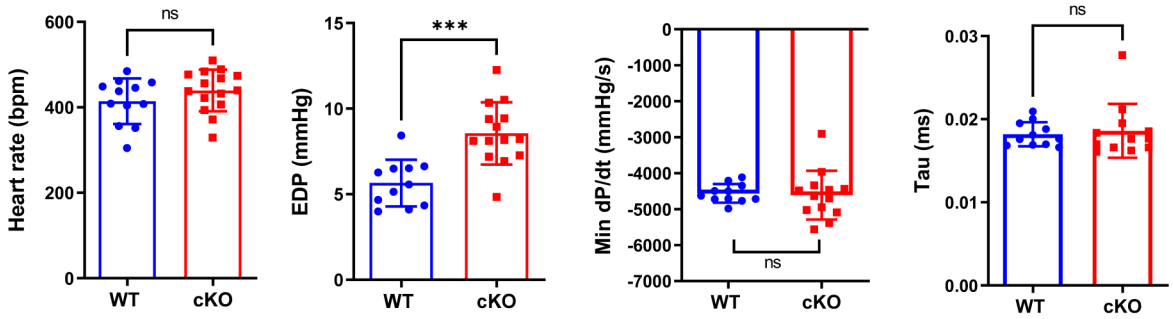 ns
600
400
200
0
Heart rate (bpm)
WT cKO
***
15
10
5
0
EDP (mmHg)
WT cKO
0
-1000
-2000
-3000
-4000
-5000
-6000
-7000
Min dP/dt (mmHg/s)
ns
WT cKO
ns
0.03
0.02
0.01
0.00
Tau (ms)
WT cKO